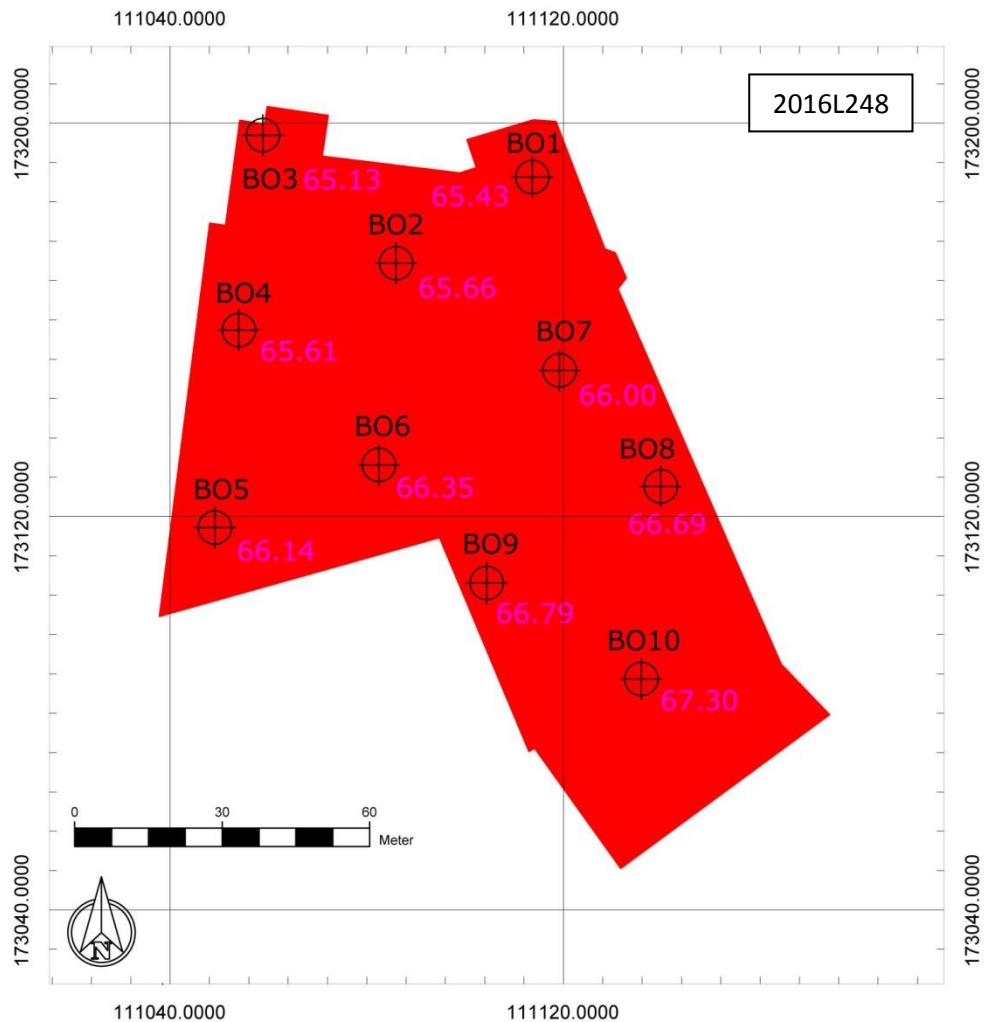 111040.0000 111120.0000
173200.0000
173200.0000
2016L248
BO1
65.43
BO3 65.13
BO2
65.66
BO4
65.61
BO7
66.00
BO6
66.35
BO8
66.69
BO5
66.14
173120.0000
173120.0000
BO9
66.79
BO10
67.30
0 30 60
Meter
173040.0000
173040.0000
N
111040.0000 111120.0000